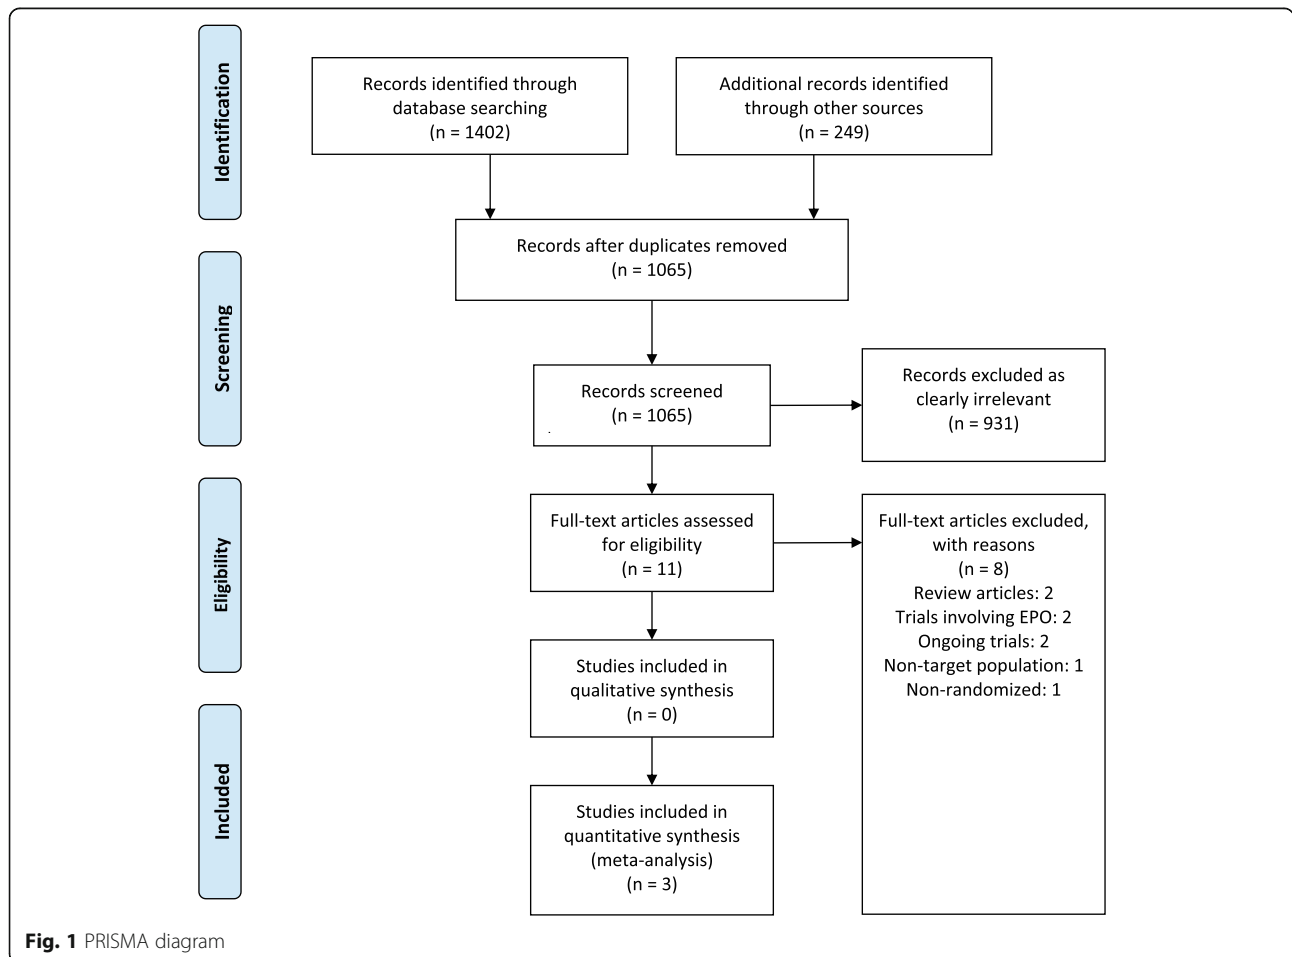 Identification
Records identified through
database searching
(n = 1402)
Additional records identified
through other sources
(n = 249)
Records after duplicates removed
(n = 1065)
Screening
Records screened
(n = 1065)
.
Records excluded as
clearly irrelevant
(n = 931)
Eligibility
Full-text articles assessed
for eligibility
(n = 11)
Full-text articles excluded,
with reasons
(n = 8)
Review articles: 2
Trials involving EPO: 2
Ongoing trials: 2
Non-target population: 1
Non-randomized: 1
Studies included in
qualitative synthesis
(n = 0)
Included
Studies included in
quantitative synthesis
(meta-analysis)
(n = 3)
Fig. 1 PRISMA diagram